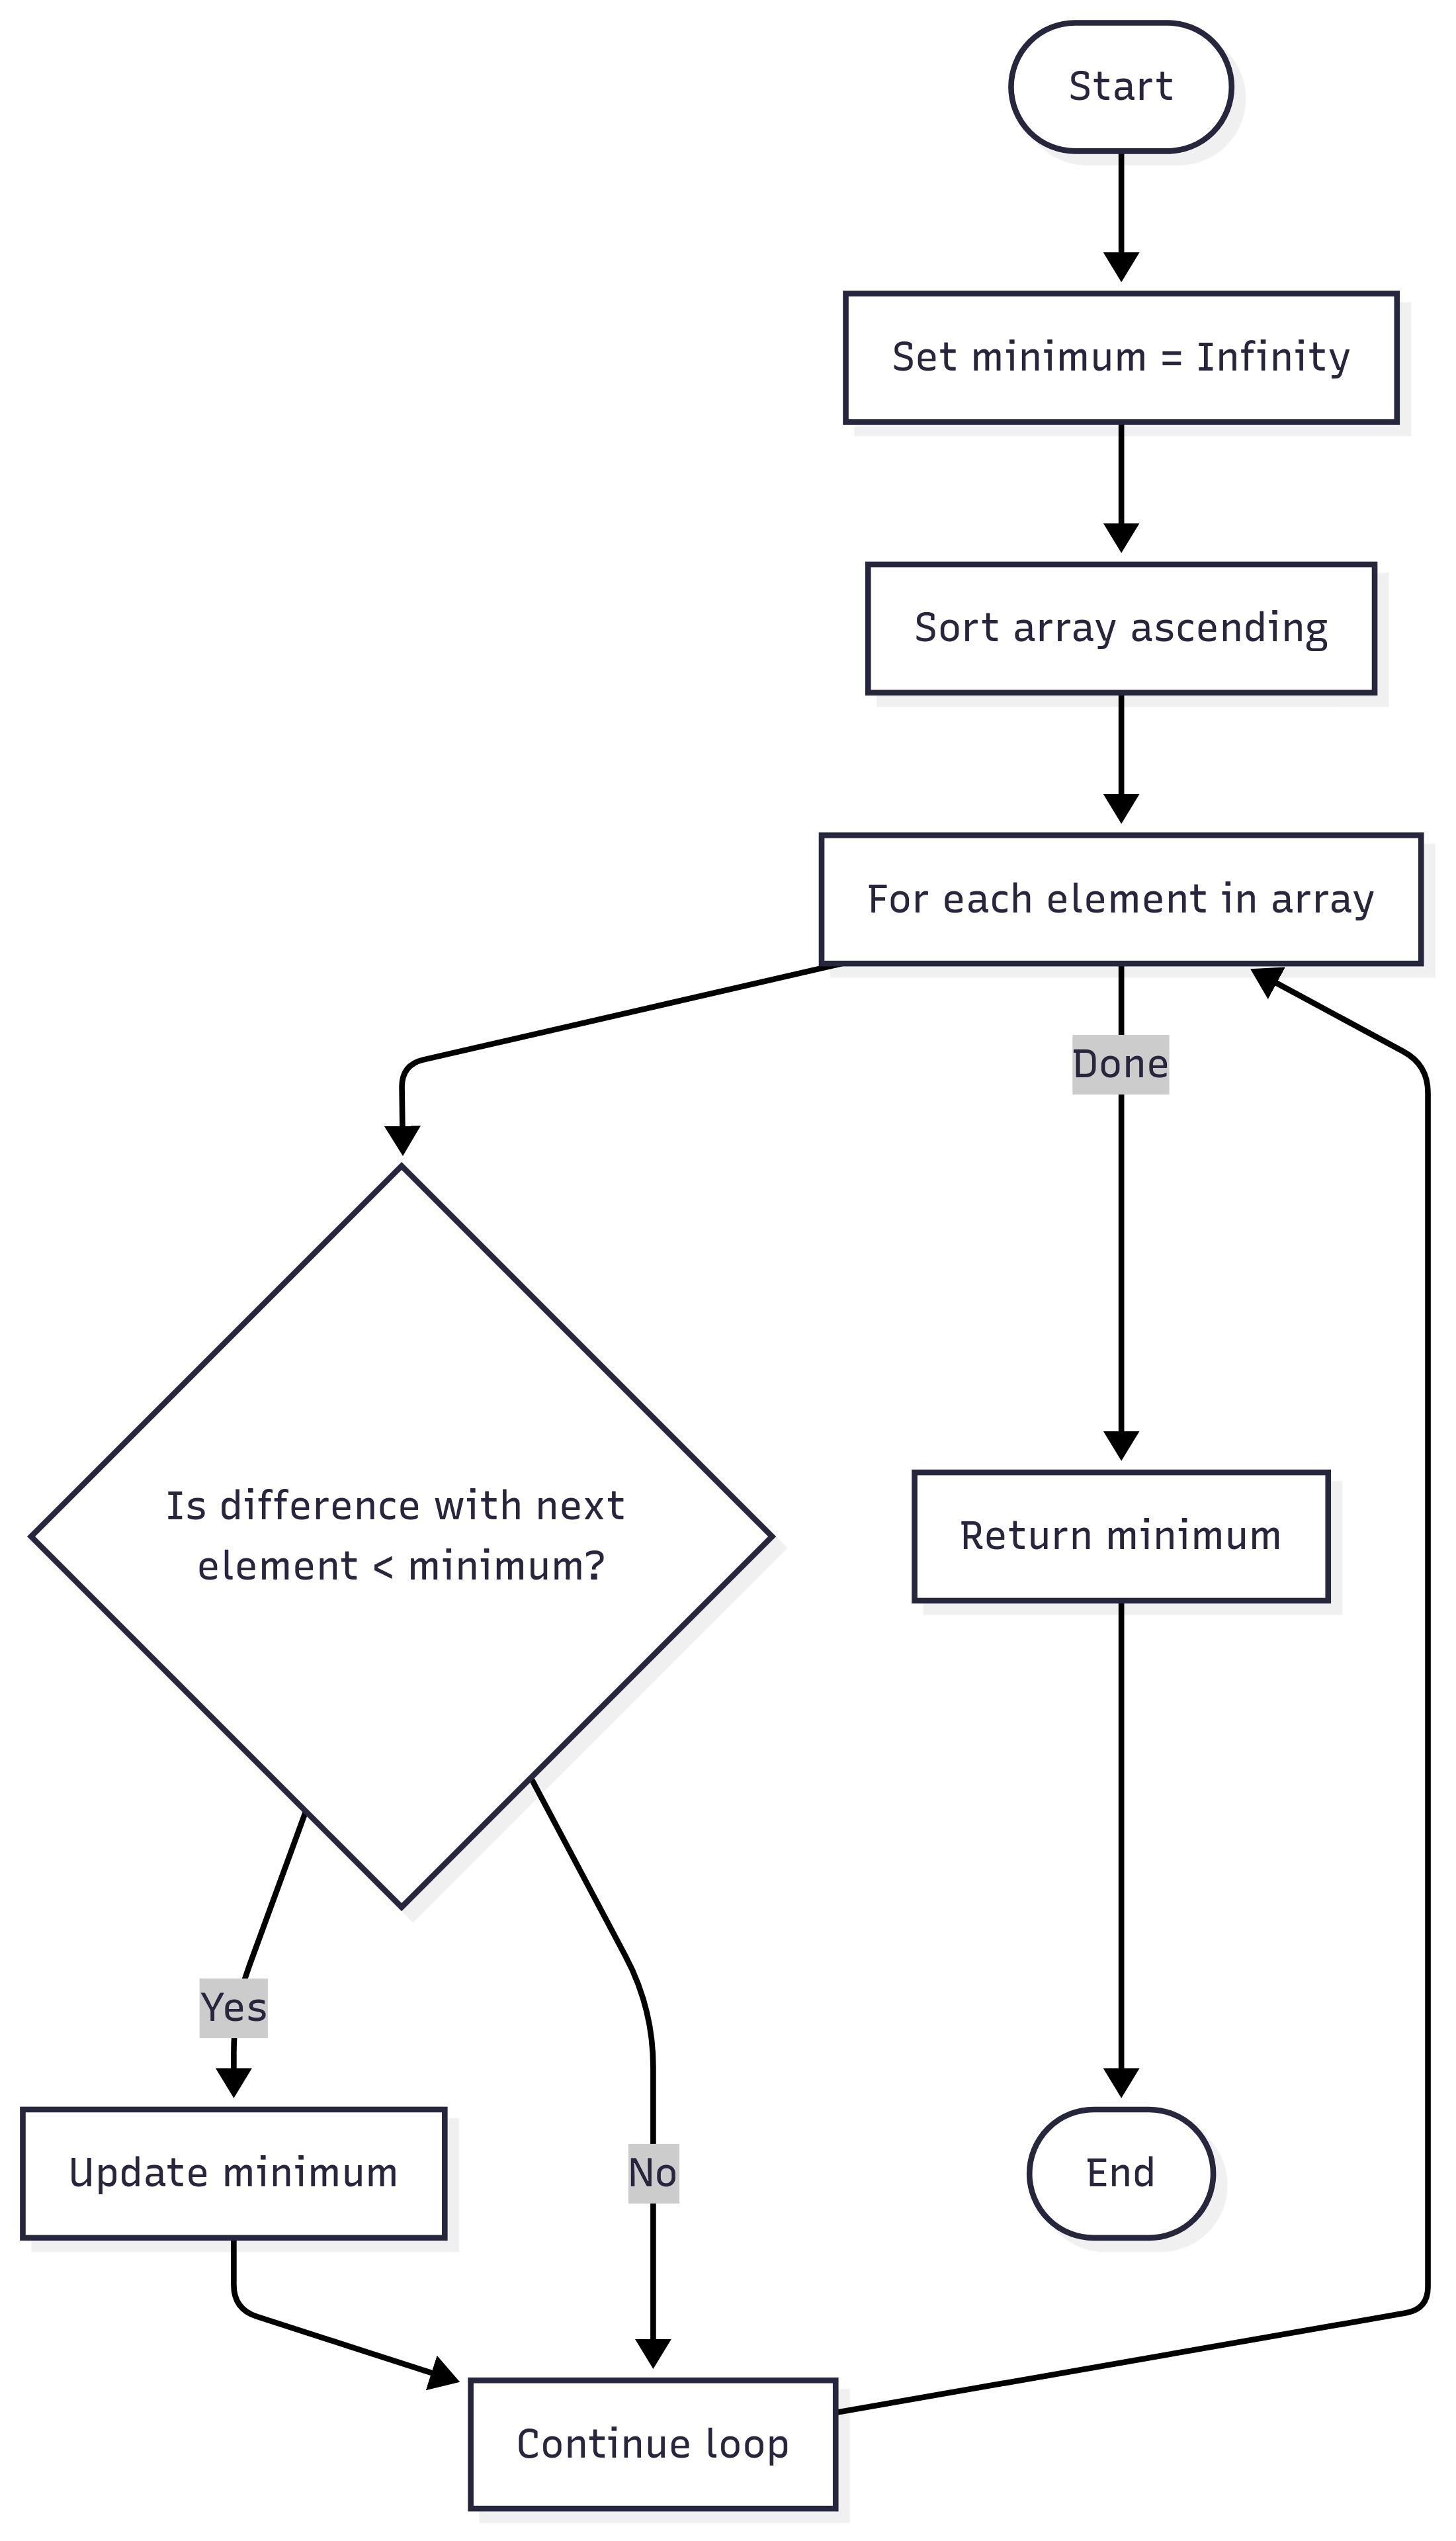 Start
Set minimum = Infinity
Sort array ascending
For each element in array
Done
Is difference with next
element < minimum?
Return minimum
Yes
Update minimum
No
End
Continue loop